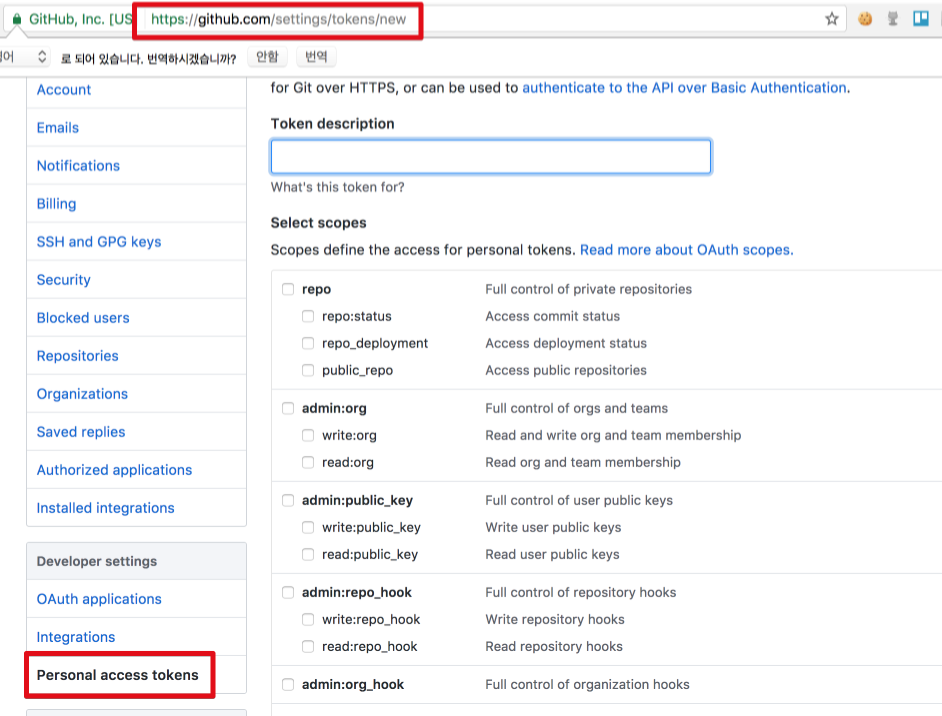 GitHub, Inc. [US
https://github.com/settings/tokens/new
로 되어 있습니다. 번역하시겠습니까? 안함 번역
Account
Emails
Notifications
Billing
SSH and GPG keys
Security
Blocked users
Repositories
Organizations
Saved replies
Authorized applications
Installed integrations
Developer settings
OAuth applications
Integrations
Personal access tokens
for Git over HTTPS, or can be used to authenticate to the API over Basic Authentication.
Token description
What's this token for?
Select scopes
Scopes define the access for personal tokens. Read more about OAuth scopes.
repo Full control of private repositories
repo:status Access commit status
repo_deployment Access deployment status
public_repo Access public repositories
admin:org Full control of orgs and teams
write:org Read and write org and team membership
read:org Read org and team membership
admin:public_key Full control of user public keys
write:public_key Write user public keys
read:public_key Read user public keys
admin:repo_hook Full control of repository hooks
write:repo_hook Write repository hooks
read:repo_hook Read repository hooks
admin:org_hook Full control of organization hooks